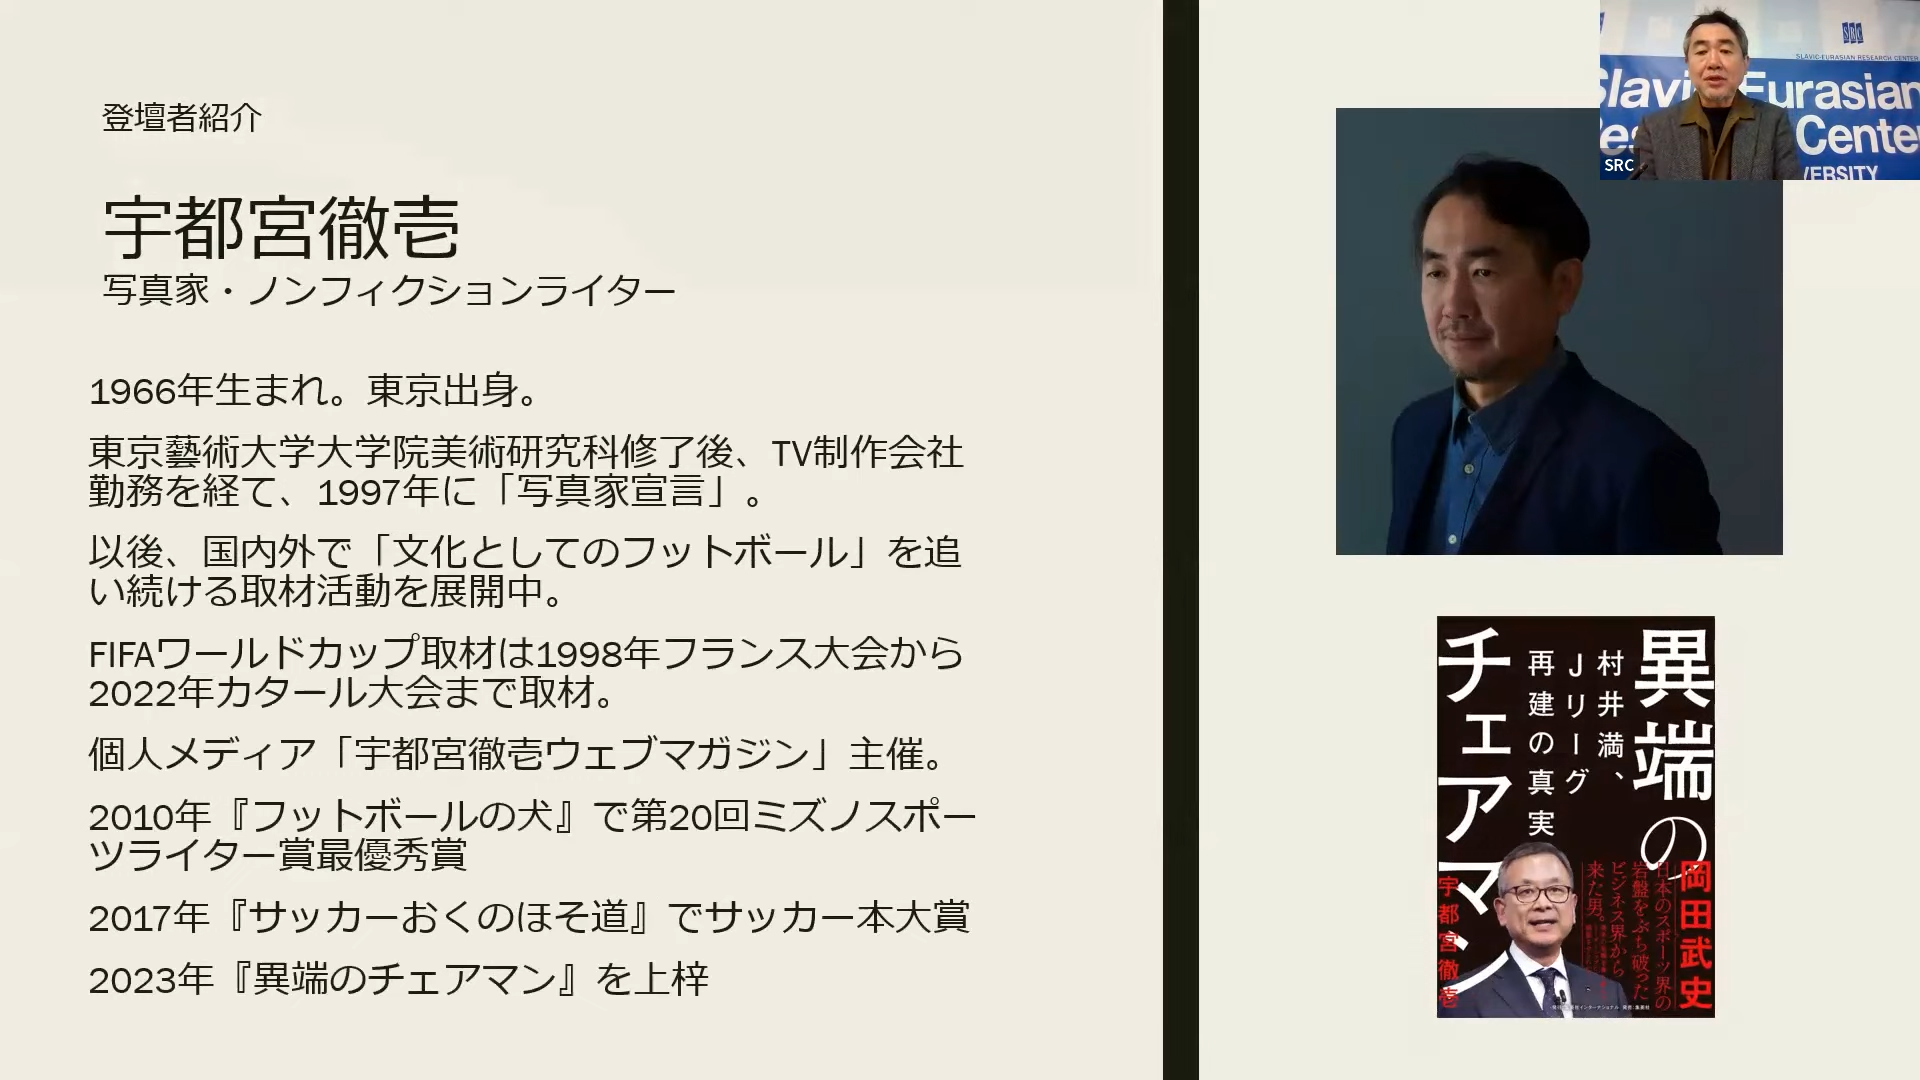 登壇者紹介
宇都宮徹壱
写真家・ノンフィクションライター
1966年生まれ。東京出身。
東京藝術大学大学院美術研究科修了後、TV制作会社
勤務を経て、1997年に「写真家宣言」。
以後、国内外で「文化としてのフットボール」を追
い続ける取材活動を展開中。
FIFAワールドカップ取材は1998年フランス大会から
2022年カタール大会まで取材。
個人メディア「宇都宮徹壱ウェブマガジン」主催。
2010年『フットボールの犬』で第20回ミズノスポー
ツライター賞最優秀賞
2017年『サッカーおくのほそ道』でサッカー本大賞
2023年『異端のチェアマン』を上梓
SRC
SLAVIC-EURASIAN RESEARCH CENTER
Slavic Eurasian
Center
VERSITY
SRC
異端の
チェアマン
村井満、
Jリーグ
再建の真実
宇都宮徹壱
岡田武史
日本のスポーツ界の
岩盤をぶち破った
ビジネス界から
来た男。